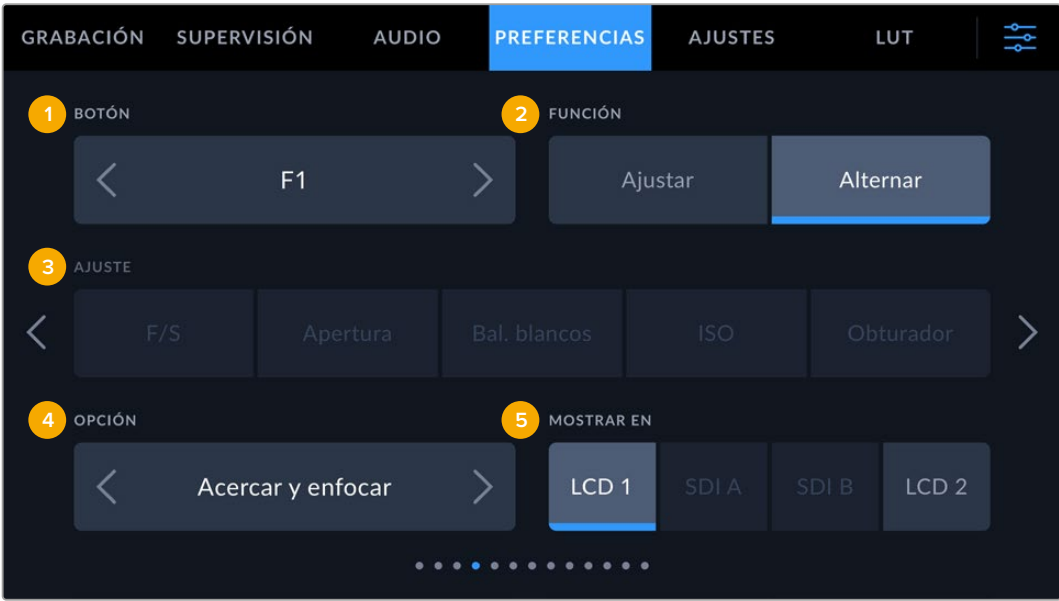 GRABACIÓN SUPERVISIÓN AUDIO PREFERENCIAS AJUSTES LUT
1 BOTÓN 2 FUNCIÓN
F1 Ajustar Alternar
3 AJUSTE
F/S Apertura Bal. blancos ISO Obturador
4 OPCIÓN 5 MOSTRAR EN
Acercar y enfocar LCD 1 SDI A SDI B LCD 2